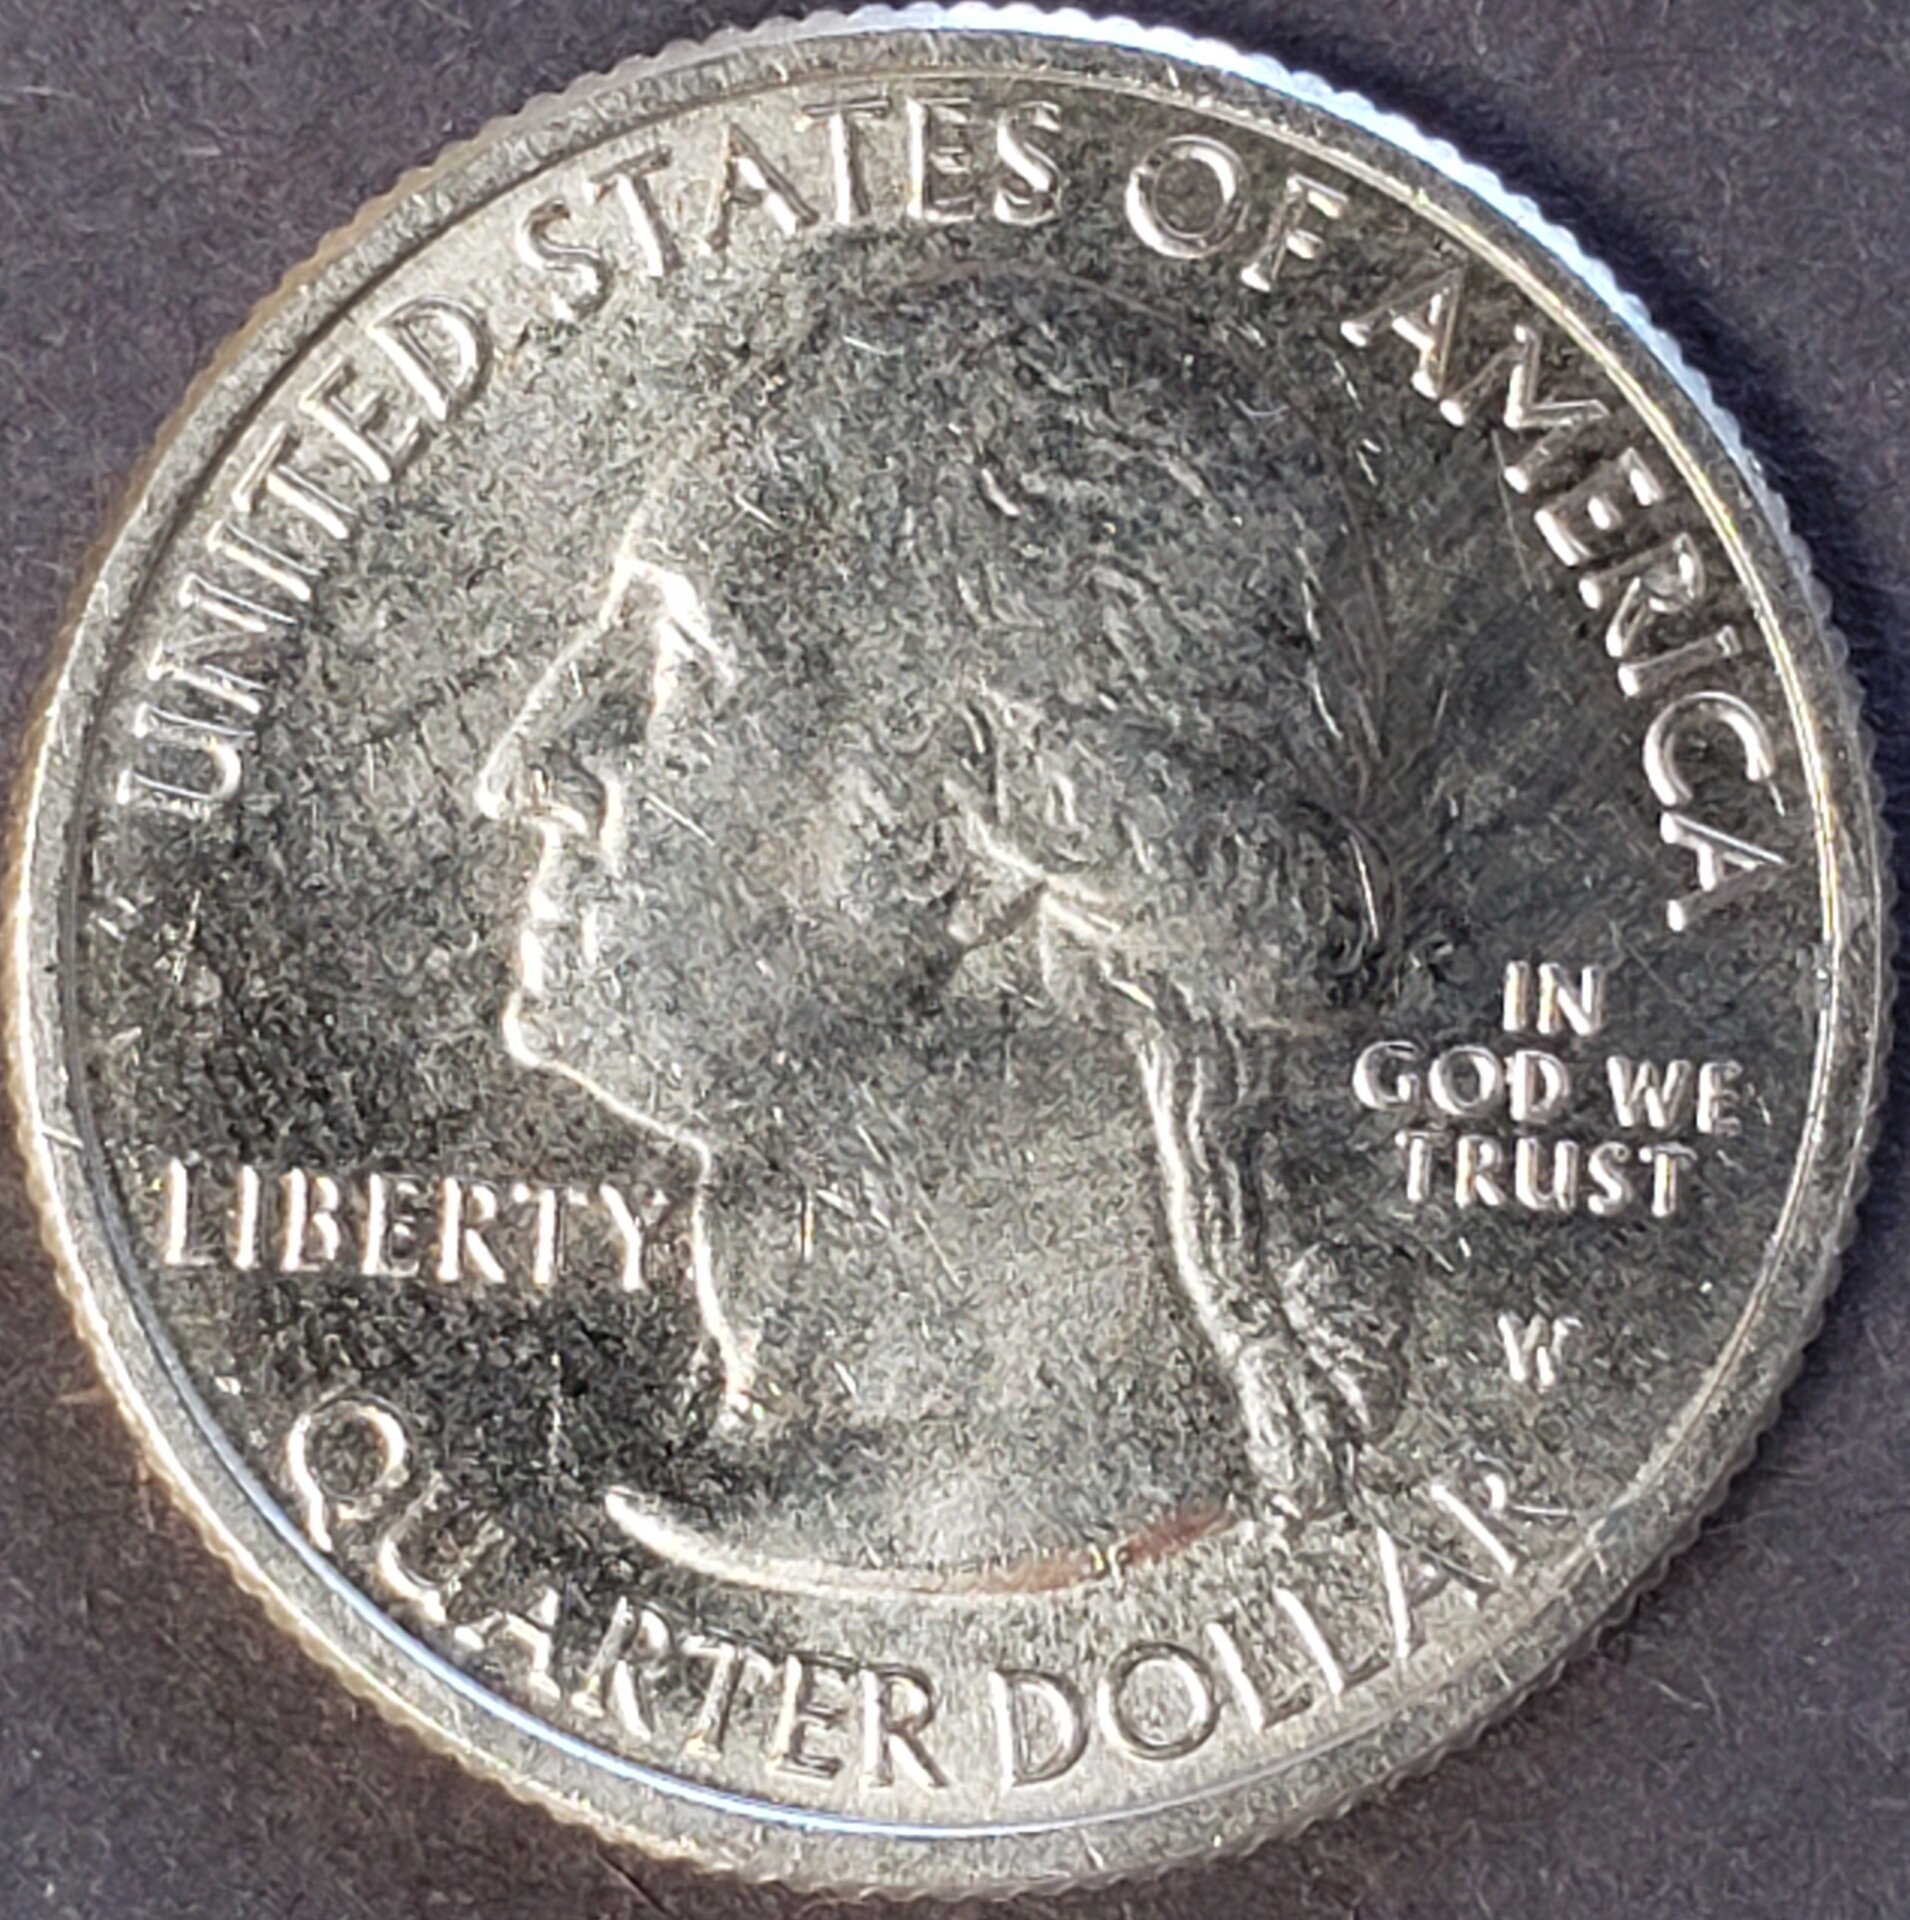 UNITED STATES OF AMERICA
LIBERTY
IN
GOD WE
TRUST
W
QUARTER DOLLAR